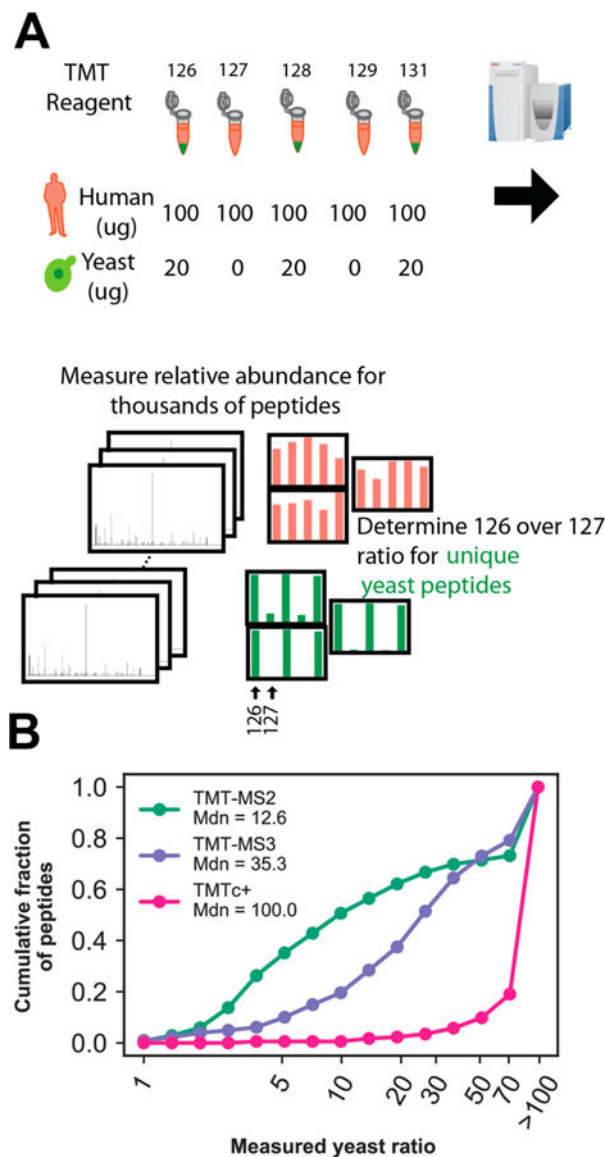 A
TMT
Reagent
126 127 128 129 131
Human
(ug)
100 100 100 100 100
Yeast
(ug)
20 0 20 0 20
Measure relative abundance for
thousands of peptides
Determine 126 over 127
ratio for unique
yeast peptides
126
127
B
TMT-MS2
Mdn = 12.6
TMT-MS3
Mdn = 35.3
TMTc+
Mdn = 100.0
Cumulative fraction
of peptides
1.0
0.8
0.6
0.4
0.2
0.0
1 5 10 20 30 50 70 >100
Measured yeast ratio